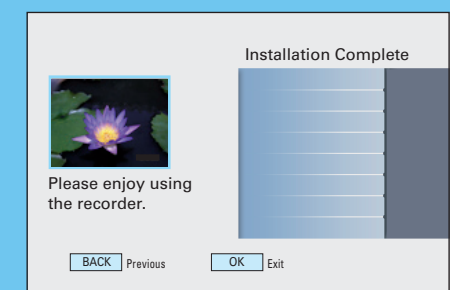 Installation Complete
Please enjoy using
the recorder.
BACK Previous
OK Exit